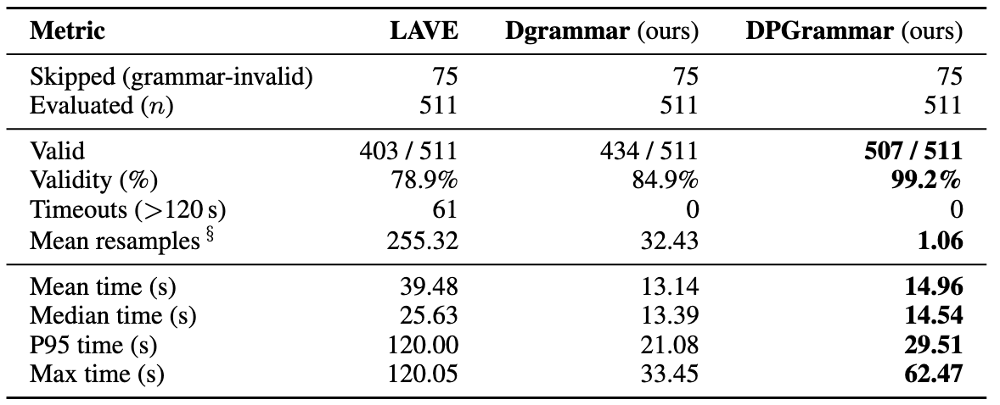 Metric LAVE Dgrammar (ours) DPGrammar (ours)
Skipped (grammar-invalid) 75 75 75
Evaluated (n) 511 511 511
Valid 403 / 511 434 / 511 507 / 511
Validity (%) 78.9% 84.9% 99.2%
Timeouts (>120 s) 61 0 0
Mean resamples § 255.32 32.43 1.06
Mean time (s) 39.48 13.14 14.96
Median time (s) 25.63 13.39 14.54
P95 time (s) 120.00 21.08 29.51
Max time (s) 120.05 33.45 62.47